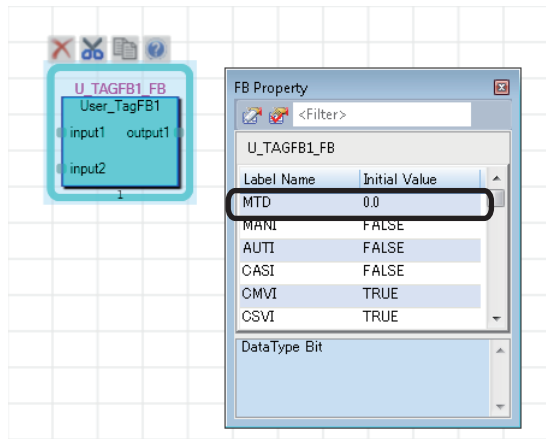 U_TAGFB1_FB
User_TagFB1
input1 output1
input2
1
FB Property
<Filter>
U_TAGFB1_FB
Label Name Initial Value
MTD 0.0
MANI FALSE
AUTI FALSE
CASI FALSE
CMVI TRUE
CSVI TRUE
DataType Bit